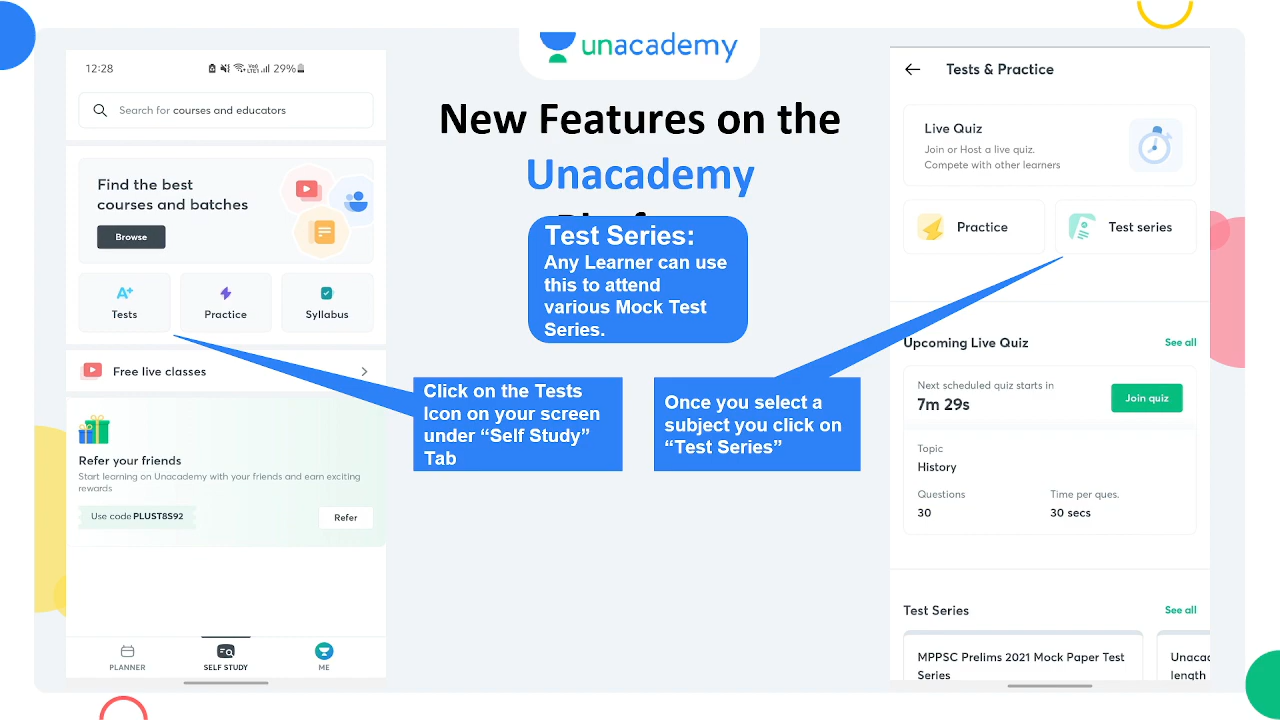 unacademy
New Features on the
Unacademy
Test Series:
Any Learner can use
this to attend
various Mock Test
Series.
Click on the Tests
Icon on your screen
under “Self Study”
Tab
Once you select a
subject you click on
“Test Series”
12:28
29%
Search for courses and educators
Find the best
courses and batches
Browse
Tests
Practice
Syllabus
Free live classes
Refer your friends
Start learning on Unacademy with your friends and earn exciting
rewards
Use code PLUST8S92
Refer
PLANNER
SELF STUDY
ME
Tests & Practice
Live Quiz
Join or Host a live quiz.
Compete with other learners
Practice
Test series
Upcoming Live Quiz
See all
Next scheduled quiz starts in
7m 29s
Join quiz
Topic
History
Questions
Time per ques.
30
30 secs
Test Series
See all
MPPSC Prelims 2021 Mock Paper Test
Series
length